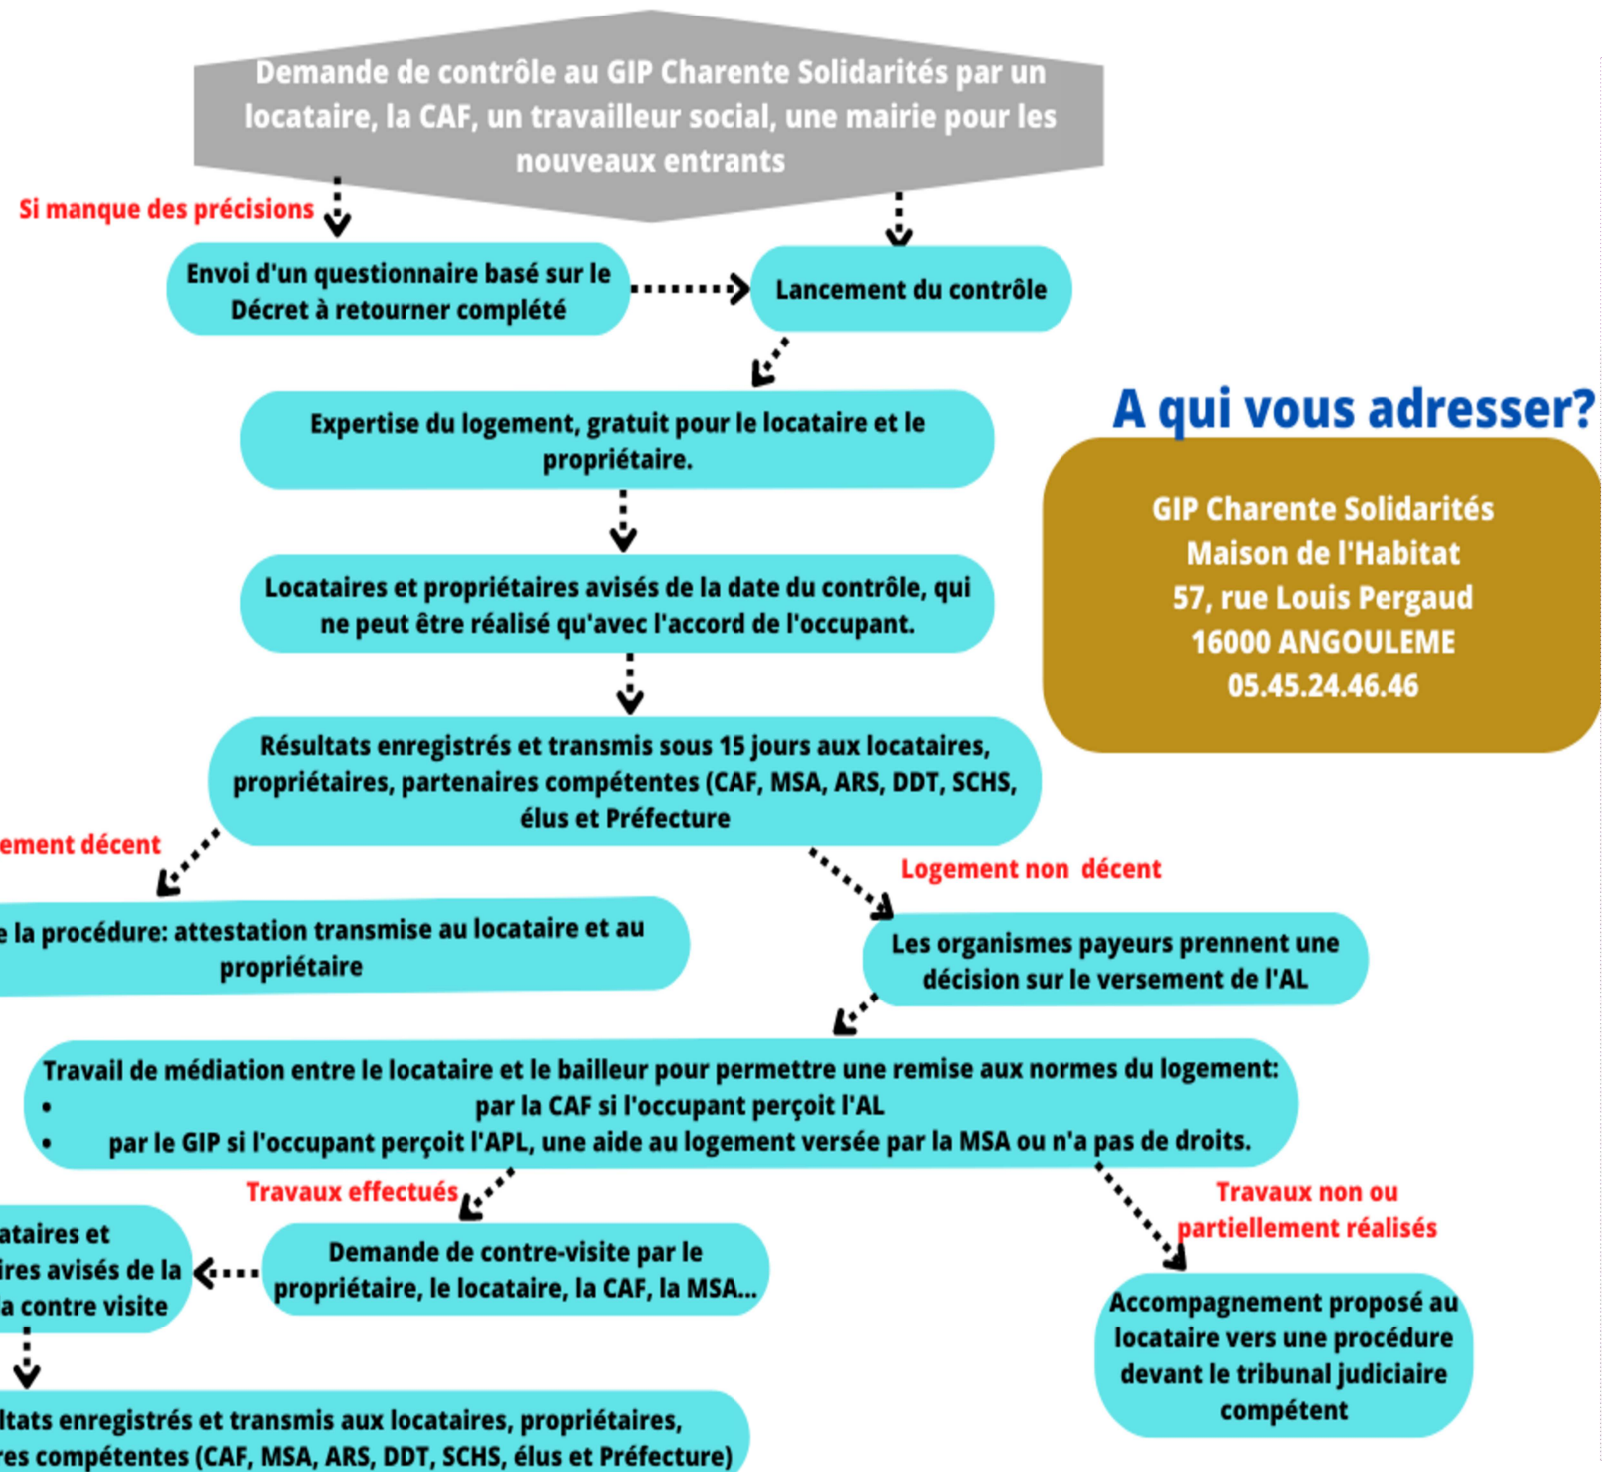 Demande de contrôle au GIP Charente Solidarités par un
locataire, la CAF, un travailleur social, une mairie pour les
nouveaux entrants
Si manque des précisions
Envoi d'un questionnaire basé sur le
Décret à retourner complété
Lancement du contrôle
Expertise du logement, gratuit pour le locataire et le
propriétaire.
A qui vous adresser?
GIP Charente Solidarités
Maison de l'Habitat
57, rue Louis Pergaud
16000 ANGOULEME
05.45.24.46.46
Locataires et propriétaires avisés de la date du contrôle, qui
ne peut être réalisé qu'avec l'accord de l'occupant.
Résultats enregistrés et transmis sous 15 jours aux locataires,
propriétaires, partenaires compétentes (CAF, MSA, ARS, DDT, SCHS,
élus et Préfecture
ement décent
Logement non décent
e la procédure: attestation transmise au locataire et au
propriétaire
Les organismes payeurs prennent une
décision sur le versement de l'AL
Travail de médiation entre le locataire et le bailleur pour permettre une remise aux normes du logement:
• par la CAF si l'occupant perçoit l'AL
• par le GIP si l'occupant perçoit l'APL, une aide au logement versée par la MSA ou n'a pas de droits.
Travaux effectués
Travaux non ou
partiellement réalisés
ataires et
ires avisés de la
la contre visite
Demande de contre-visite par le
propriétaire, le locataire, la CAF, la MSA...
Accompagnement proposé au
locataire vers une procédure
devant le tribunal judiciaire
compétent
ltats enregistrés et transmis aux locataires, propriétaires,
res compétentes (CAF, MSA, ARS, DDT, SCHS, élus et Préfecture)